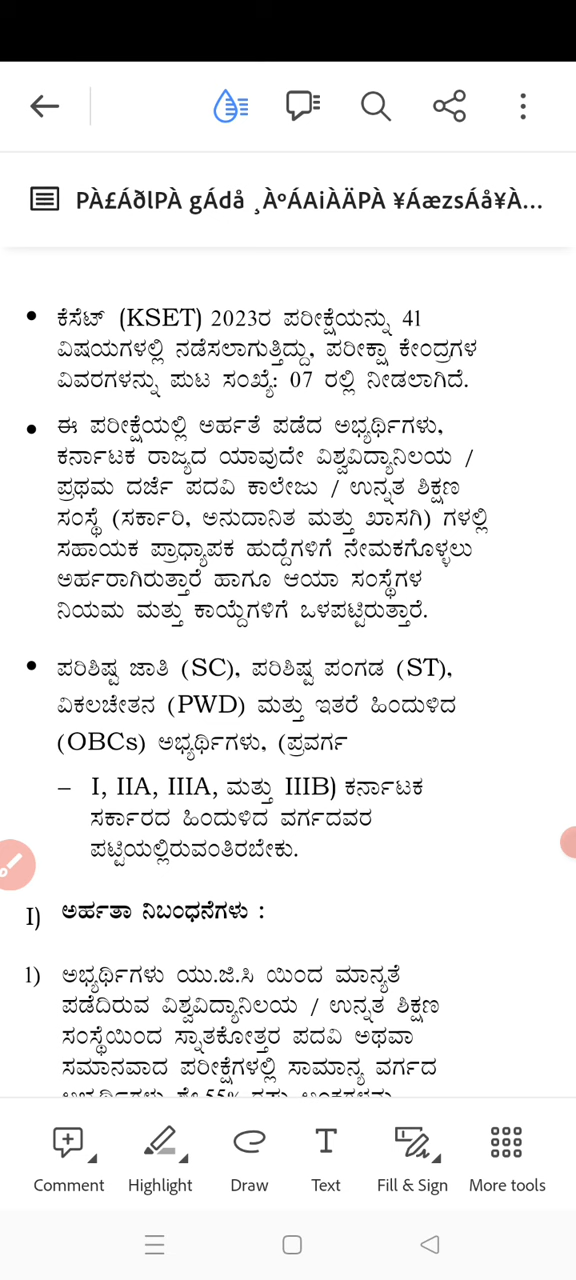 PÀ£ÁðlPÀ gÁdå ¸ÀºÁAiÀÄPÀ ¥ÁæzsÁå¥À...
• ಕೆಸೆಟ್ (KSET) 2023ರ ಪರೀಕ್ಷೆಯನ್ನು 41
ವಿಷಯಗಳಲ್ಲಿ ನಡೆಸಲಾಗುತ್ತಿದ್ದು, ಪರೀಕ್ಷಾ ಕೇಂದ್ರಗಳ
ವಿವರಗಳನ್ನು ಪುಟ ಸಂಖ್ಯೆ: 07 ರಲ್ಲಿ ನೀಡಲಾಗಿದೆ.
• ಈ ಪರೀಕ್ಷೆಯಲ್ಲಿ ಅರ್ಹತೆ ಪಡೆದ ಅಭ್ಯರ್ಥಿಗಳು,
ಕರ್ನಾಟಕ ರಾಜ್ಯದ ಯಾವುದೇ ವಿಶ್ವವಿದ್ಯಾನಿಲಯ /
ಪ್ರಥಮ ದರ್ಜೆ ಪದವಿ ಕಾಲೇಜು / ಉನ್ನತ ಶಿಕ್ಷಣ
ಸಂಸ್ಥೆ (ಸರ್ಕಾರಿ, ಅನುದಾನಿತ ಮತ್ತು ಖಾಸಗಿ) ಗಳಲ್ಲಿ
ಸಹಾಯಕ ಪ್ರಾಧ್ಯಾಪಕ ಹುದ್ದೆಗಳಿಗೆ ನೇಮಕಗೊಳ್ಳಲು
ಅರ್ಹರಾಗಿರುತ್ತಾರೆ ಹಾಗೂ ಆಯಾ ಸಂಸ್ಥೆಗಳ
ನಿಯಮ ಮತ್ತು ಕಾಯ್ದೆಗಳಿಗೆ ಒಳಪಟ್ಟಿರುತ್ತಾರೆ.
• ಪರಿಶಿಷ್ಟ ಜಾತಿ (SC), ಪರಿಶಿಷ್ಟ ಪಂಗಡ (ST),
ವಿಕಲಚೇತನ (PWD) ಮತ್ತು ಇತರೆ ಹಿಂದುಳಿದ
(OBCs) ಅಭ್ಯರ್ಥಿಗಳು, (ಪ್ರವರ್ಗ
– I, IIA, IIIA, ಮತ್ತು IIIB) ಕರ್ನಾಟಕ
ಸರ್ಕಾರದ ಹಿಂದುಳಿದ ವರ್ಗದವರ
ಪಟ್ಟಿಯಲ್ಲಿರುವಂತಿರಬೇಕು.
I) ಅರ್ಹತಾ ನಿಬಂಧನೆಗಳು :
1) ಅಭ್ಯರ್ಥಿಗಳು ಯು.ಜಿ.ಸಿ ಯಿಂದ ಮಾನ್ಯತೆ
ಪಡೆದಿರುವ ವಿಶ್ವವಿದ್ಯಾನಿಲಯ / ಉನ್ನತ ಶಿಕ್ಷಣ
ಸಂಸ್ಥೆಯಿಂದ ಸ್ನಾತಕೋತ್ತರ ಪದವಿ ಅಥವಾ
ಸಮಾನವಾದ ಪರೀಕ್ಷೆಗಳಲ್ಲಿ ಸಾಮಾನ್ಯ ವರ್ಗದ
Comment Highlight Draw Text Fill & Sign More tools